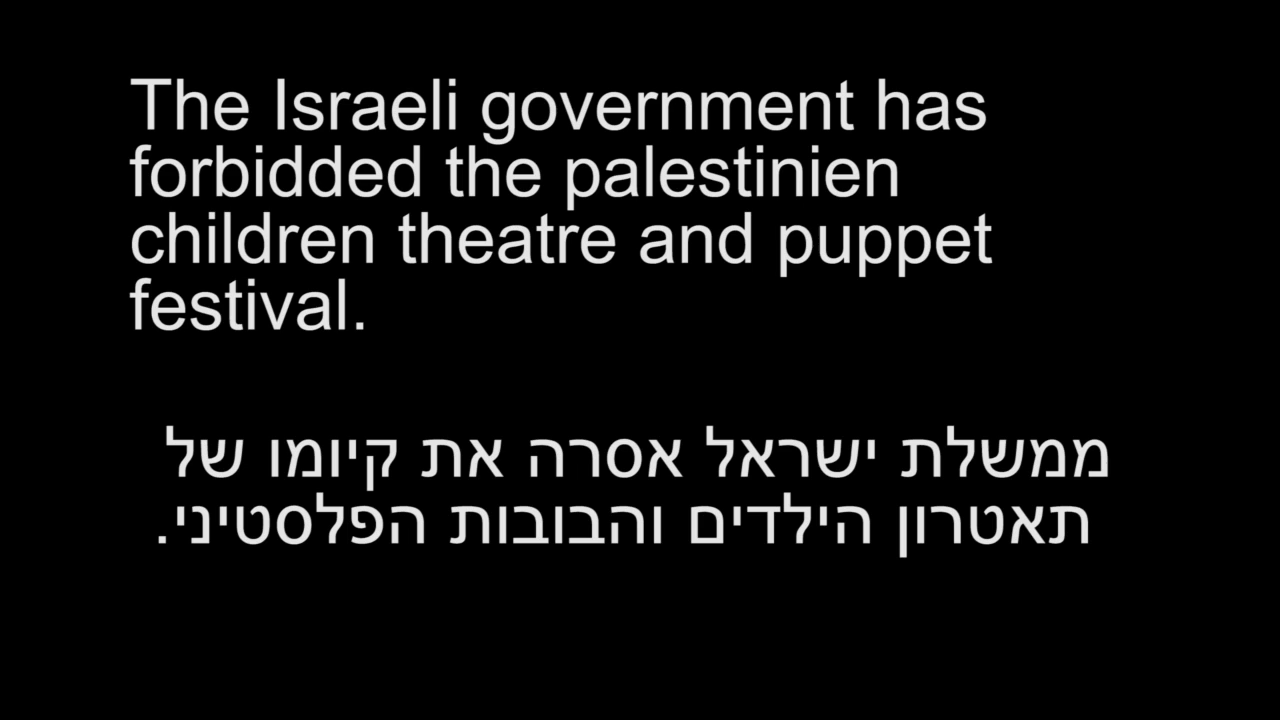 The Israeli government has
forbidded the palestinien
children theatre and puppet
festival.
ממשלת ישראל אסרה את קיומו של
תאטרון הילדים והבובות הפלסטיני.